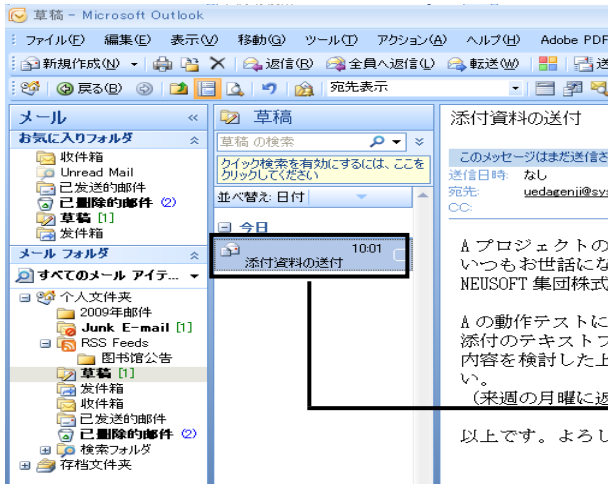 草稿 - Microsoft Outlook
ファイル(F) 編集(E) 表示(V) 移動(G) ツール(T) アクション(A) ヘルプ(H) Adobe PDF
新規作成(N) 返信(R) 全員へ返信(L) 転送(W) 送
戻る(B) 宛先表示
メール «
お気に入りフォルダ
收件箱
Unread Mail
已发送的邮件
已删除的邮件 (2)
草稿 [1]
发件箱
メール フォルダ
すべてのメール アイテ...
个人文件夹
2009年邮件
Junk E-mail [1]
RSS Feeds
图书馆公告
草稿 [1]
发件箱
收件箱
已发送的邮件
已删除的邮件 (2)
検索フォルダ
存档文件夹
草稿
草稿 の検索
クイック検索を有効にするには、ここを
クリックしてください
並べ替え: 日付
今日
10:01
添付資料の送付
添付資料の送付
このメッセージはまだ送信さ
送信日時: なし
宛先: uedagenji@sys
CC:
A プロジェクトの
いつもお世話にな
NEUSOFT 集団株式
A の動作テストに
添付のテキストフ
内容を検討した上
い。
(来週の月曜に返
以上です。よろし